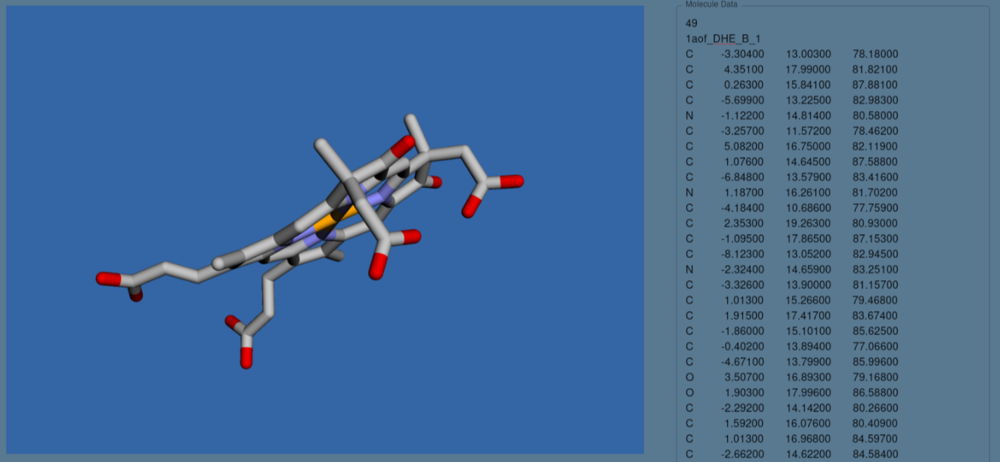 Molecule Data
49
1aof_DHE_B_1
C -3.30400 13.00300 78.18000
C 4.35100 17.99000 81.82100
C 0.26300 15.84100 87.88100
C -5.69900 13.22500 82.98300
N -1.12200 14.81400 80.58000
C -3.25700 11.57200 78.46200
C 5.08200 16.75000 82.11900
C 1.07600 14.64500 87.58800
C -6.84800 13.57900 83.41600
N 1.18700 16.26100 81.70200
C -4.18400 10.68600 77.75900
C 2.35300 19.26300 80.93000
C -1.09500 17.86500 87.15300
C -8.12300 13.05200 82.94500
N -2.32400 14.65900 83.25100
C -3.32600 13.90000 81.15700
C 1.01300 15.26600 79.46800
C 1.91500 17.41700 83.67400
C -1.86000 15.10100 85.62500
C -0.40200 13.89400 77.06600
C -4.67100 13.79900 85.99600
O 3.50700 16.89300 79.16800
O 1.90300 17.99600 86.58800
C -2.29200 14.14200 80.26600
C 1.59200 16.07600 80.40900
C 1.01300 16.96800 84.59700
C -2.66200 14.62200 84.58400